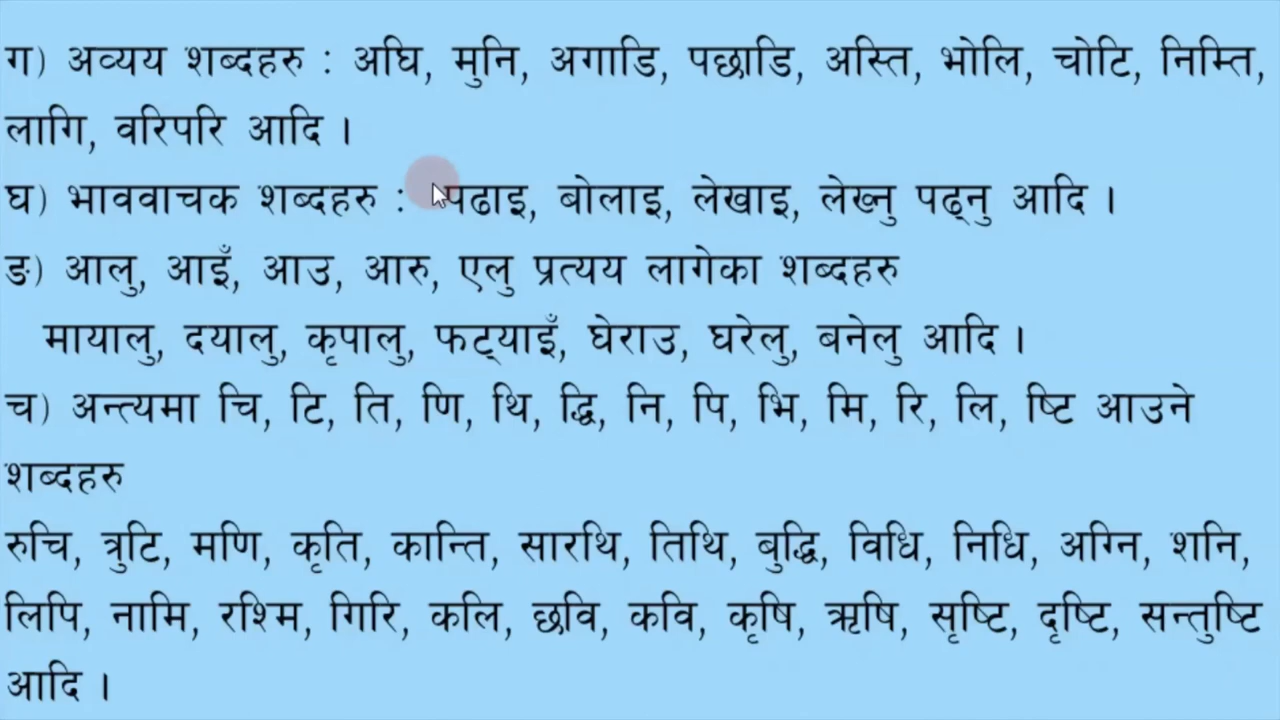 ग) अव्यय शब्दहरु : अघि, मुनि, अगाडि, पछाडि, अस्ति, भोलि, चोटि, निम्ति,
लागि, वरिपरि आदि ।
घ) भाववाचक शब्दहरु : पढाइ, बोलाइ, लेखाइ, लेख्नु पढ्नु आदि ।
ङ) आलु, आइँ, आउ, आरु, एलु प्रत्यय लागेका शब्दहरु
मायालु, दयालु, कृपालु, फट्याइँ, घेराउ, घरेलु, बनेलु आदि ।
च) अन्त्यमा चि, टि, ति, णि, थि, द्धि, नि, पि, भि, मि, रि, लि, ष्टि आउने
शब्दहरु
रुचि, त्रुटि, मणि, कृति, कान्ति, सारथि, तिथि, बुद्धि, विधि, निधि, अग्नि, शनि,
लिपि, नामि, रश्मि, गिरि, कलि, छवि, कवि, कृषि, ऋषि, सृष्टि, दृष्टि, सन्तुष्टि
आदि ।